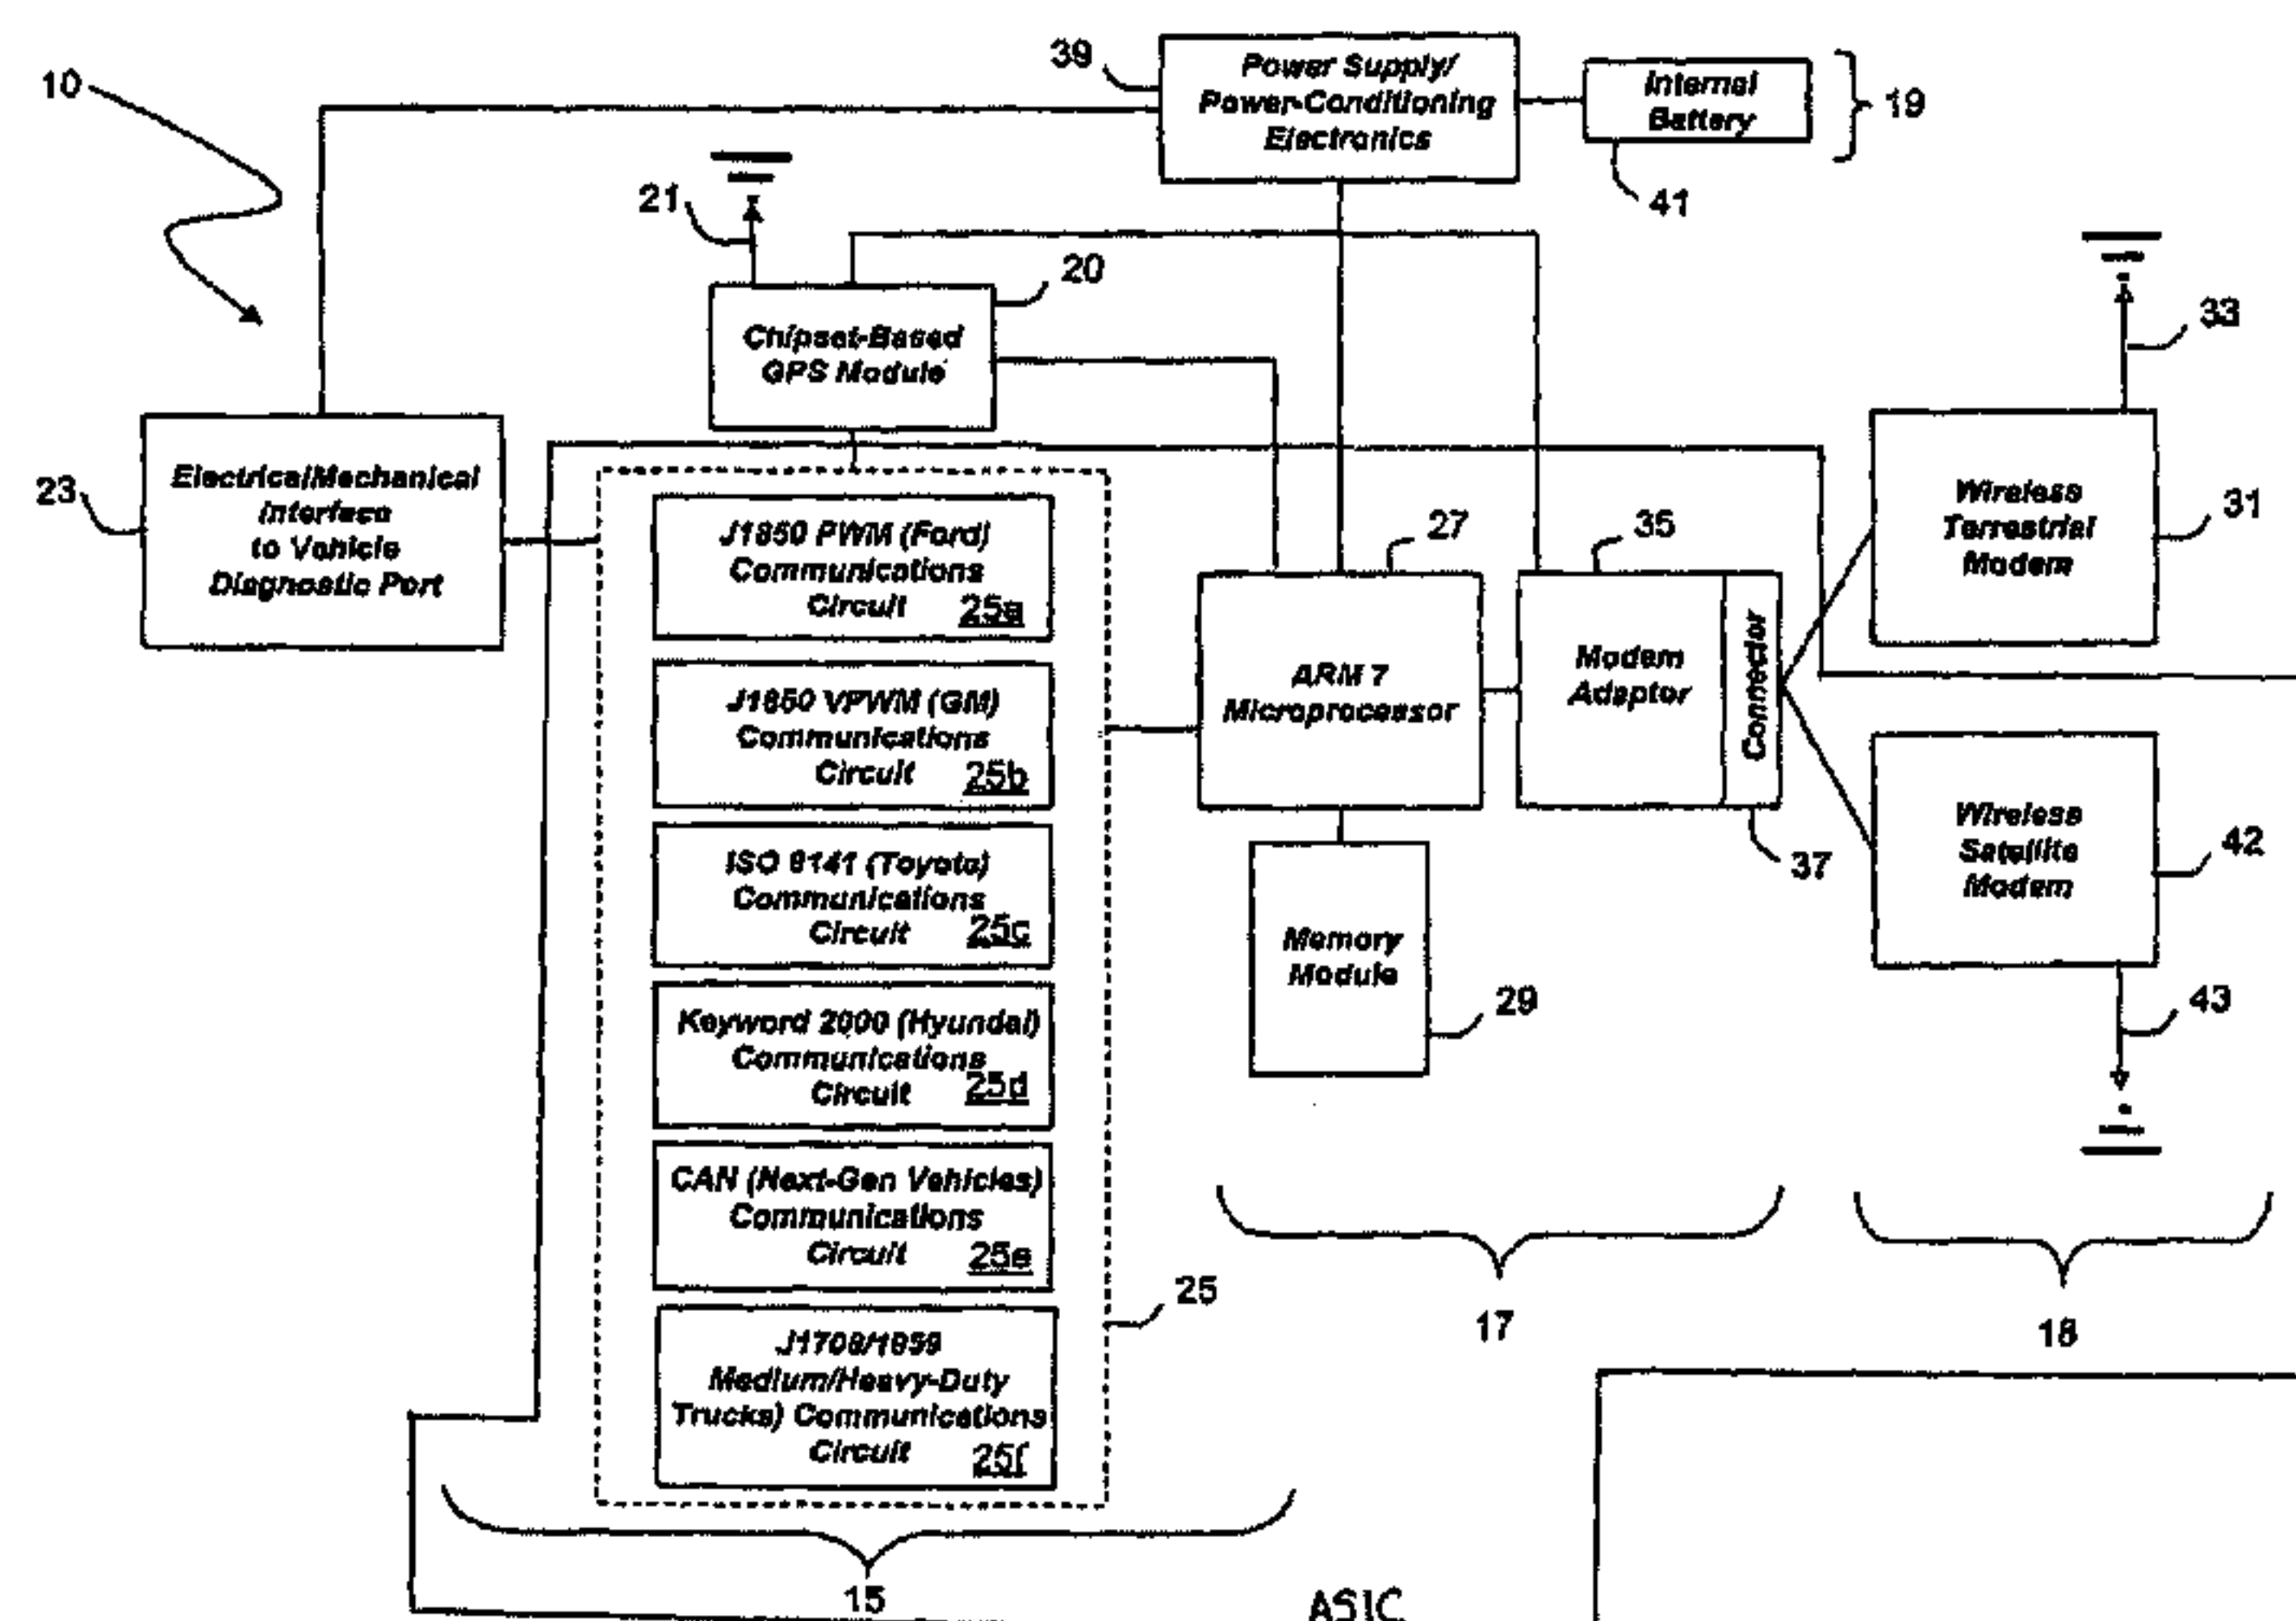 10
39
Power Supply/
Power-Conditioning
Electronics
Internal
Battery
19
41
21
20
Chipset-Based
GPS Module
33
23
Electrical/Mechanical
Interface
to Vehicle
Diagnostic Port
J1850 PWM (Ford)
Communications
Circuit 25a
J1850 VPWM (GM)
Communications
Circuit 25b
ISO 9141 (Toyota)
Communications
Circuit 25c
Keyword 2000 (Hyundai)
Communications
Circuit 25d
CAN (Next-Gen Vehicles)
Communications
Circuit 25e
J1708/1939
Medium/Heavy-Duty
Trucks) Communications
Circuit 25f
25
15
27
ARM 7
Microprocessor
35
Modem
Adaptor
Connector
37
Memory
Module
29
17
Wireless
Terrestrial
Modem
31
Wireless
Satellite
Modem
42
43
18
ASIC